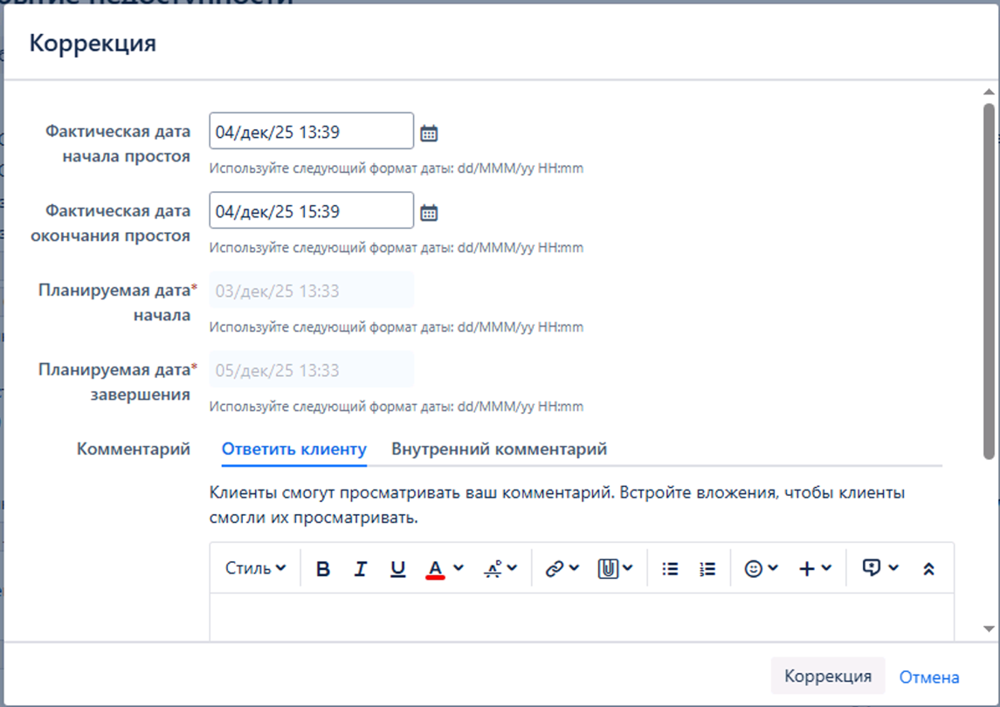 Коррекция
Фактическая дата
начала простоя
04/дек/25 13:39
Используйте следующий формат даты: dd/MMM/yy HH:mm
Фактическая дата
окончания простоя
04/дек/25 15:39
Используйте следующий формат даты: dd/MMM/yy HH:mm
Планируемая дата*
начала
03/дек/25 13:33
Используйте следующий формат даты: dd/MMM/yy HH:mm
Планируемая дата*
завершения
05/дек/25 13:33
Используйте следующий формат даты: dd/MMM/yy HH:mm
Комментарий
Ответить клиенту Внутренний комментарий
Клиенты смогут просматривать ваш комментарий. Встройте вложения, чтобы клиенты
смогли их просматривать.
Стиль B I U A
Коррекция Отмена